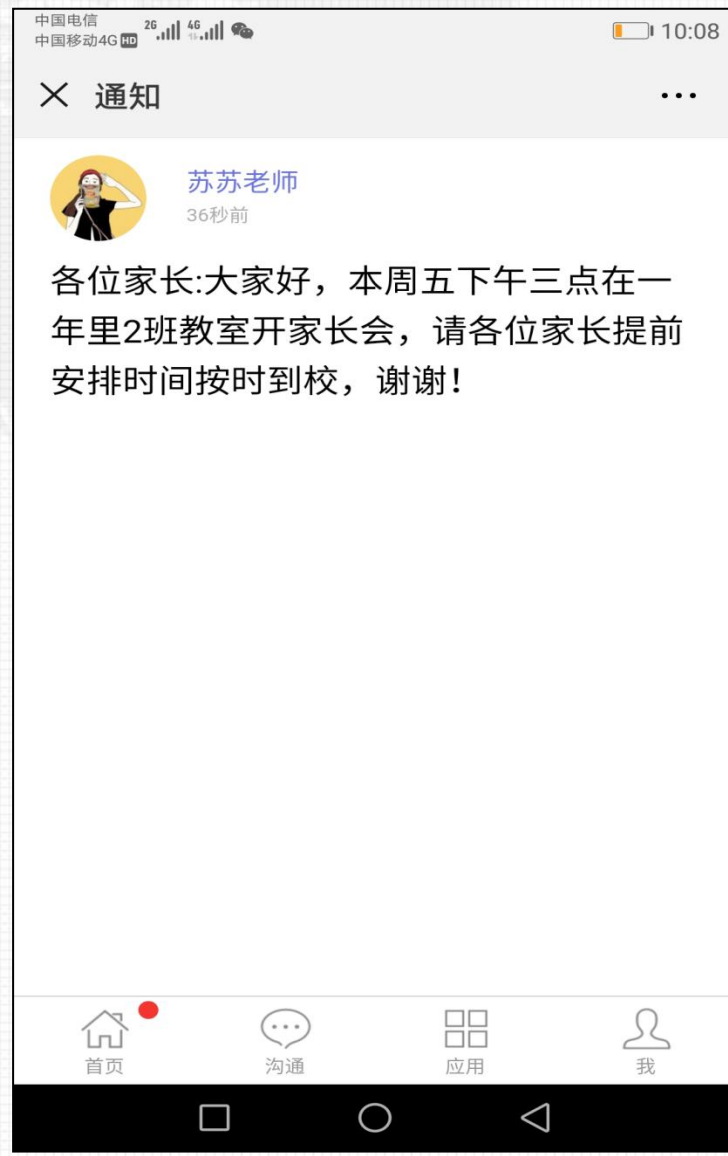 中国电信
中国移动4G HD 2G 4G 10:08
通知
苏苏老师
36秒前
各位家长:大家好，本周五下午三点在一
年里2班教室开家长会，请各位家长提前
安排时间按时到校，谢谢！
首页 沟通 应用 我